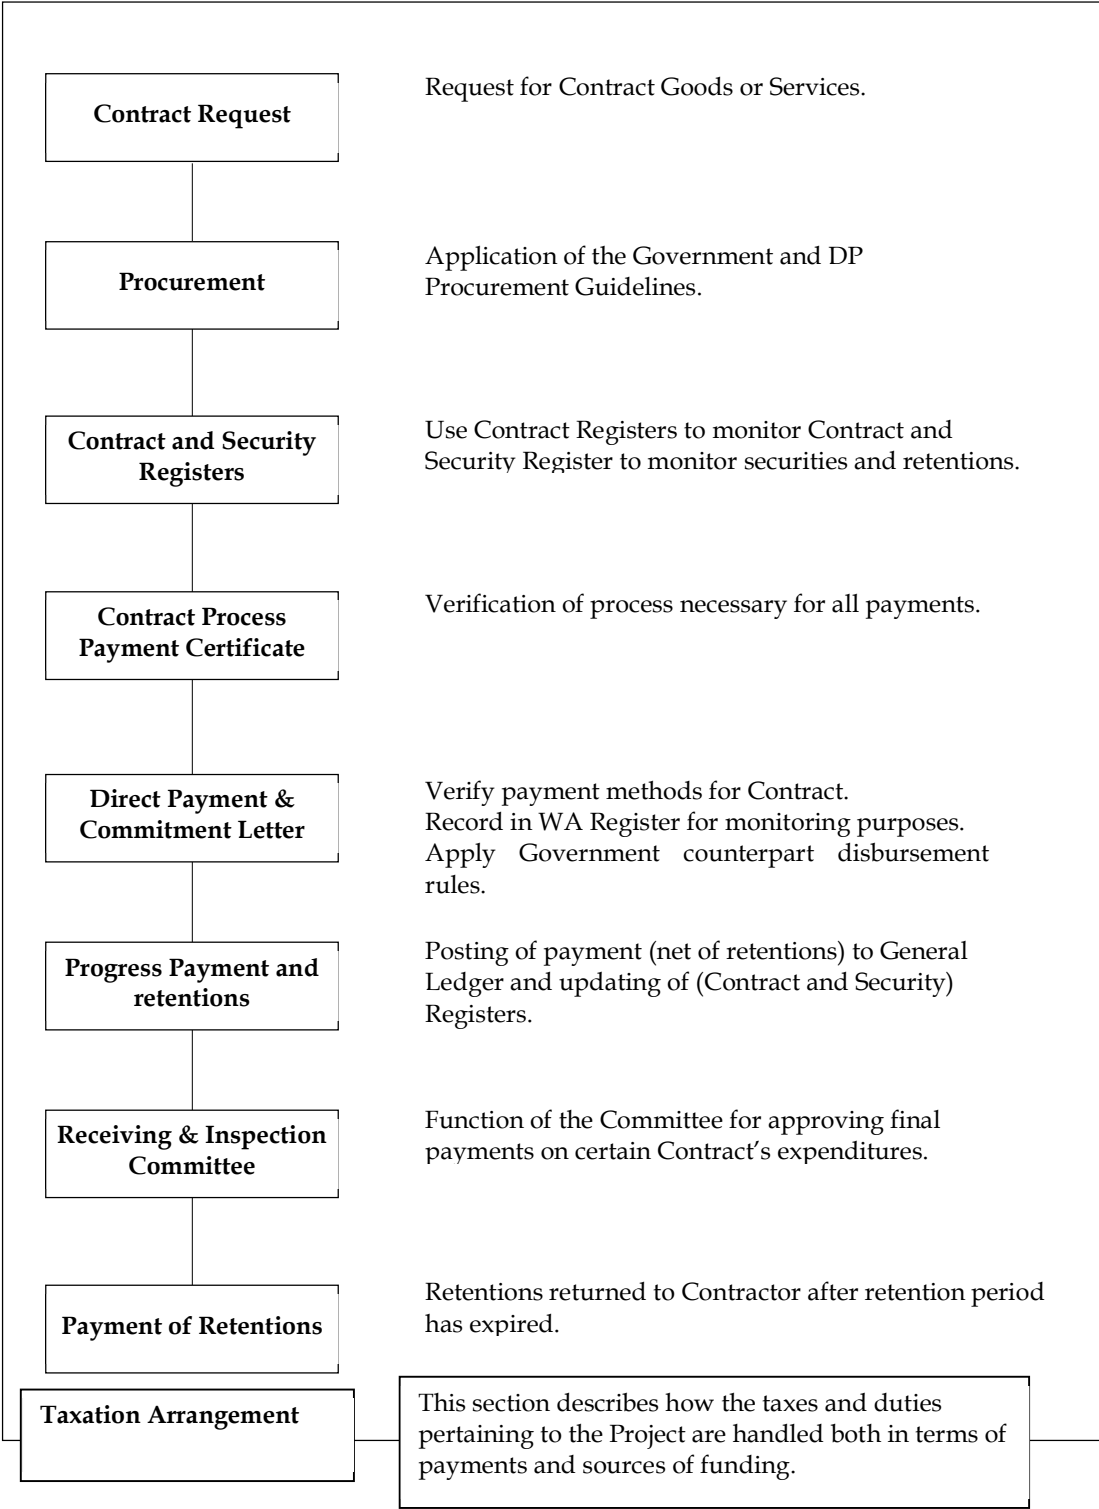 Contract Request
Request for Contract Goods or Services.
Procurement
Application of the Government and DP
Procurement Guidelines.
Contract and Security
Registers
Use Contract Registers to monitor Contract and
Security Register to monitor securities and retentions.
Contract Process
Payment Certificate
Verification of process necessary for all payments.
Direct Payment &
Commitment Letter
Verify payment methods for Contract.
Record in WA Register for monitoring purposes.
Apply Government counterpart disbursement
rules.
Progress Payment and
retentions
Posting of payment (net of retentions) to General
Ledger and updating of (Contract and Security)
Registers.
Receiving & Inspection
Committee
Function of the Committee for approving final
payments on certain Contract’s expenditures.
Payment of Retentions
Retentions returned to Contractor after retention period
has expired.
Taxation Arrangement
This section describes how the taxes and duties
pertaining to the Project are handled both in terms of
payments and sources of funding.